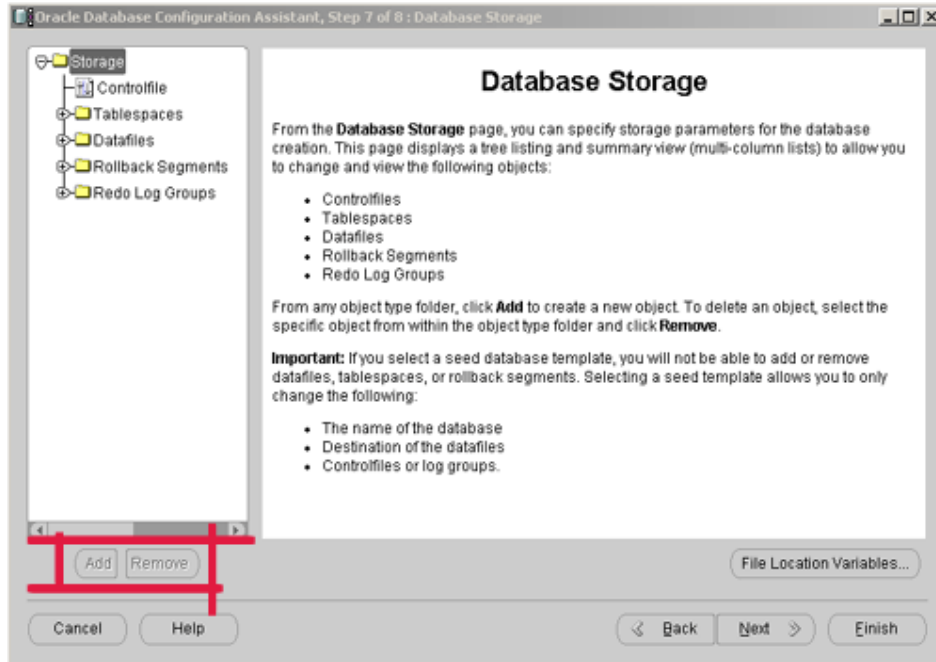 Oracle Database Configuration Assistant, Step 7 of 8 : Database Storage
Storage
Controlfile
Tablespaces
Datafiles
Rollback Segments
Redo Log Groups
Database Storage
From the Database Storage page, you can specify storage parameters for the database
creation. This page displays a tree listing and summary view (multi-column lists) to allow you
to change and view the following objects:
• Controlfiles
• Tablespaces
• Datafiles
• Rollback Segments
• Redo Log Groups
From any object type folder, click Add to create a new object. To delete an object, select the
specific object from within the object type folder and click Remove.
Important: If you select a seed database template, you will not be able to add or remove
datafiles, tablespaces, or rollback segments. Selecting a seed template allows you to only
change the following:
• The name of the database
• Destination of the datafiles
• Controlfiles or log groups.
Add Remove
File Location Variables...
Cancel Help Back Next Finish